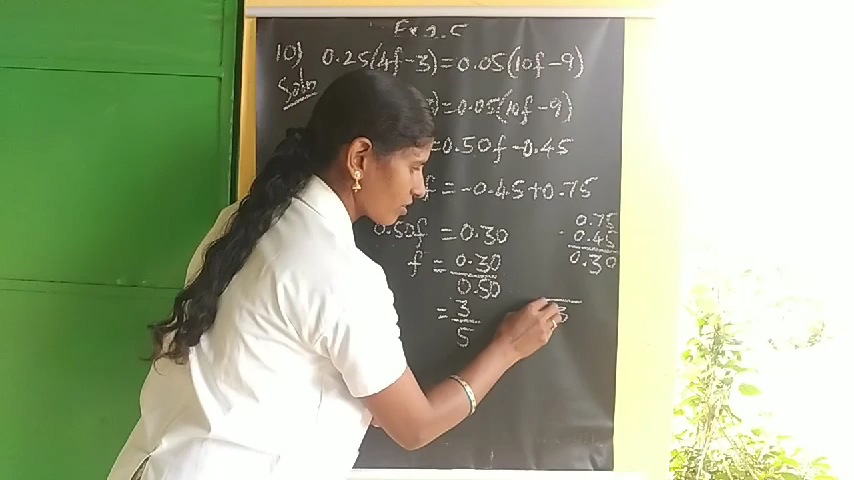 Ex 2.5
10) 0.25(4f-3)=0.05(10f-9)
Soln
)=0.05(10f-9)
=0.50f-0.45
f=-0.45+0.75
0.50f=0.30
f=0.30
0.50
=3
5
0.75
- 0.45
0.30
3